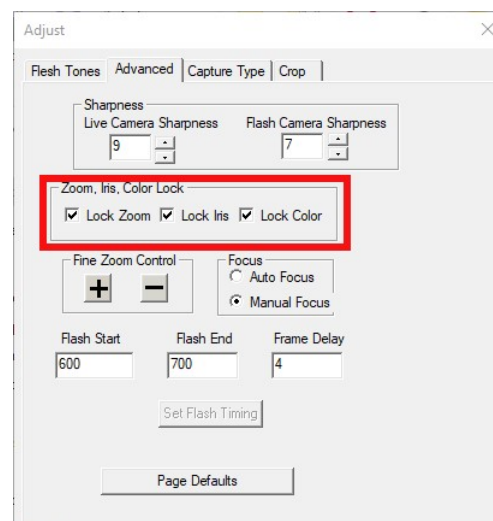 Adjust
Flesh Tones Advanced Capture Type Crop
Sharpness
Live Camera Sharpness Flash Camera Sharpness
9 7
Zoom, Iris, Color Lock
Lock Zoom Lock Iris Lock Color
Fine Zoom Control Focus
Auto Focus
+ − Manual Focus
Flash Start Flash End Frame Delay
600 700 4
Set Flash Timing
Page Defaults